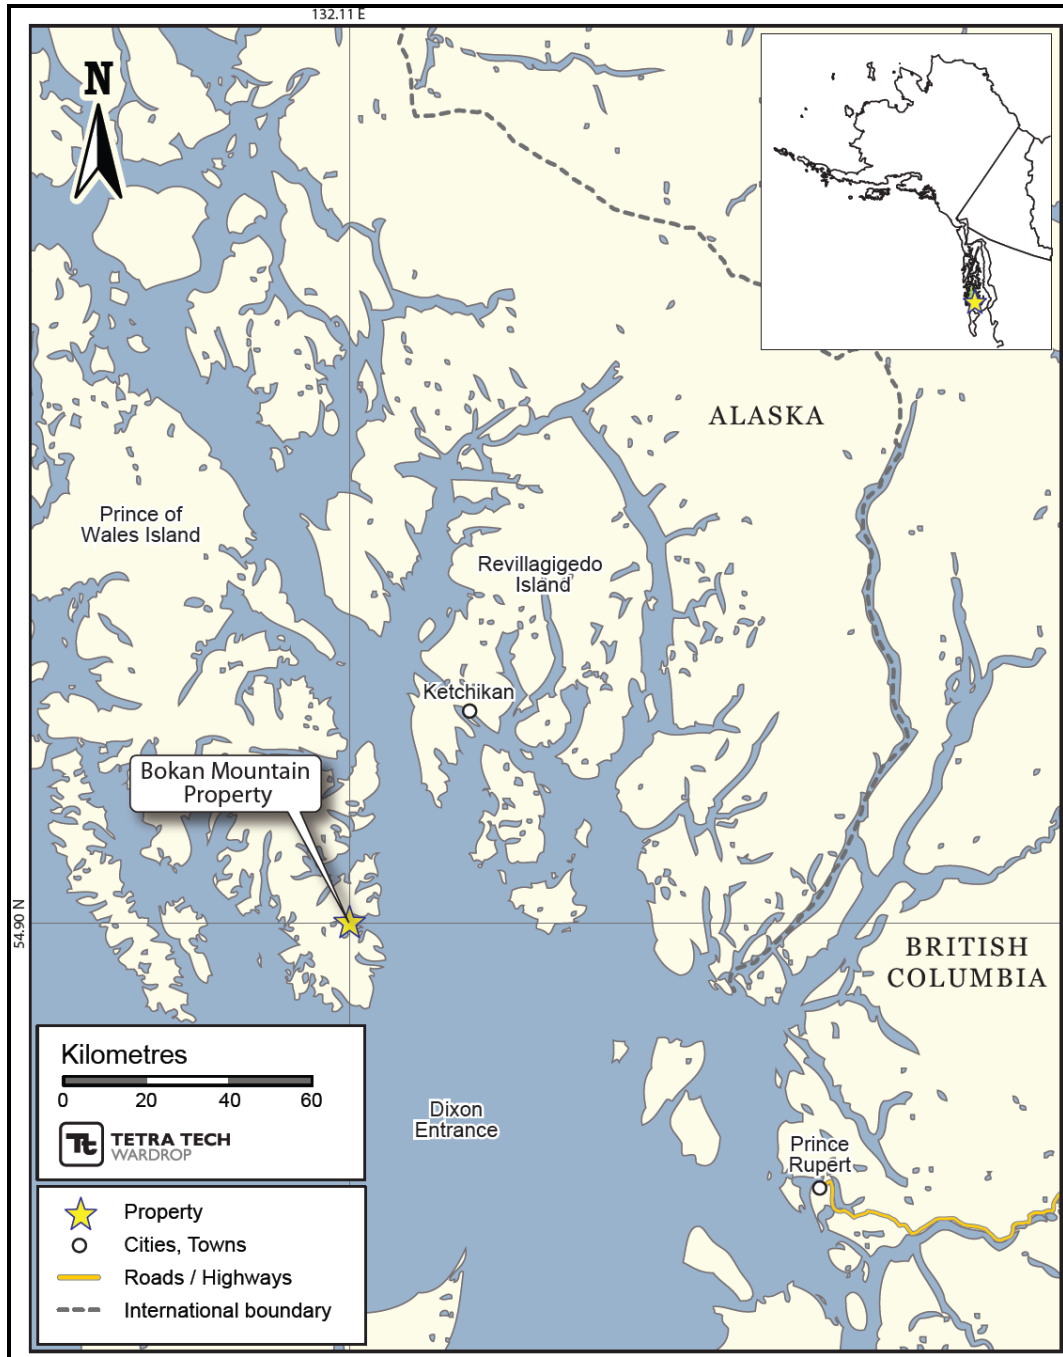 132.11 E
N
ALASKA
Prince of
Wales Island
Revillagigedo
Island
Ketchikan
Bokan Mountain
Property
54.90 N
BRITISH
COLUMBIA
Kilometres
0 20 40 60
Tt TETRA TECH
WARDROP
Dixon
Entrance
Prince
Rupert
Property
Cities, Towns
Roads / Highways
International boundary